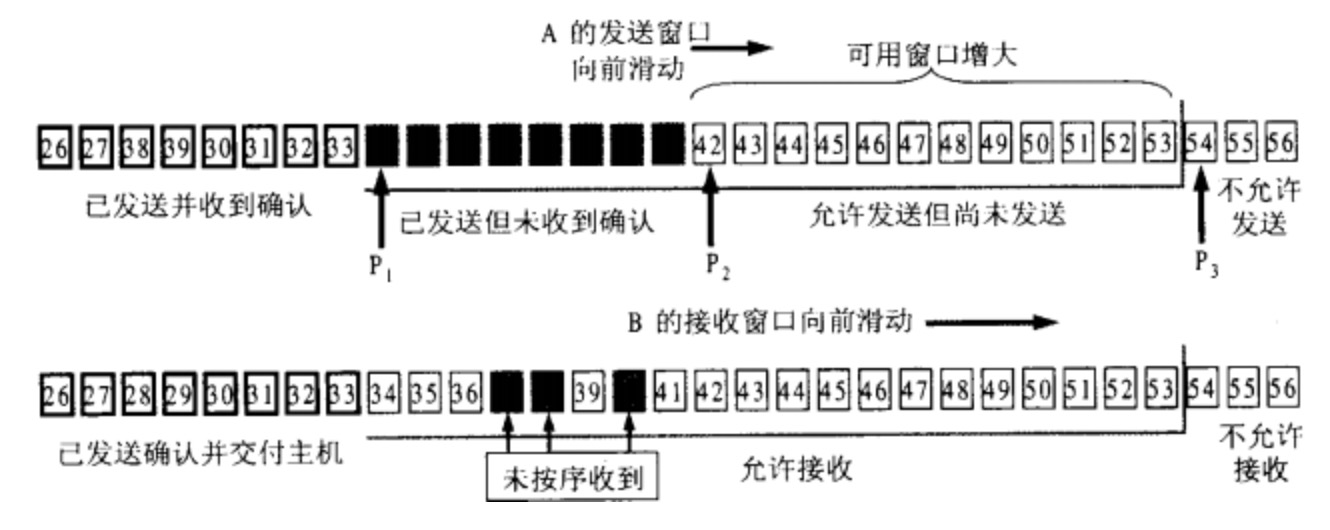 A 的发送窗口
向前滑动
可用窗口增大
26 27 38 39 30 31 32 33 42 43 44 45 46 47 48 49 50 51 52 53 54 55 56
已发送并收到确认
已发送但未收到确认
允许发送但尚未发送
不允许
发送
P1
P2
P3
B 的接收窗口向前滑动
26 27 28 29 30 31 32 33 34 35 36 39 41 42 43 44 45 46 47 48 49 50 51 52 53 54 55 56
已发送确认并交付主机
未按序收到
允许接收
不允许
接收